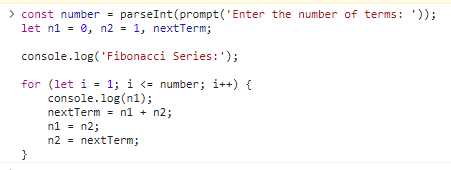 const number = parseInt(prompt('Enter the number of terms: '));
let n1 = 0, n2 = 1, nextTerm;

console.log('Fibonacci Series:');

for (let i = 1; i <= number; i++) {
    console.log(n1);
    nextTerm = n1 + n2;
    n1 = n2;
    n2 = nextTerm;
}